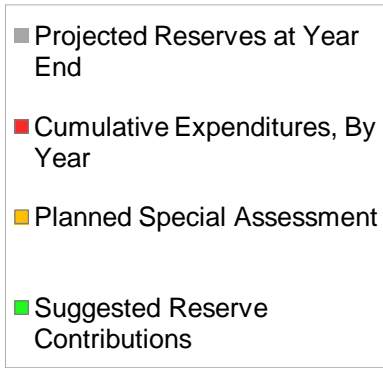 Projected Reserves at Year
End
Cumulative Expenditures, By
Year
Planned Special Assessment
Suggested Reserve
Contributions